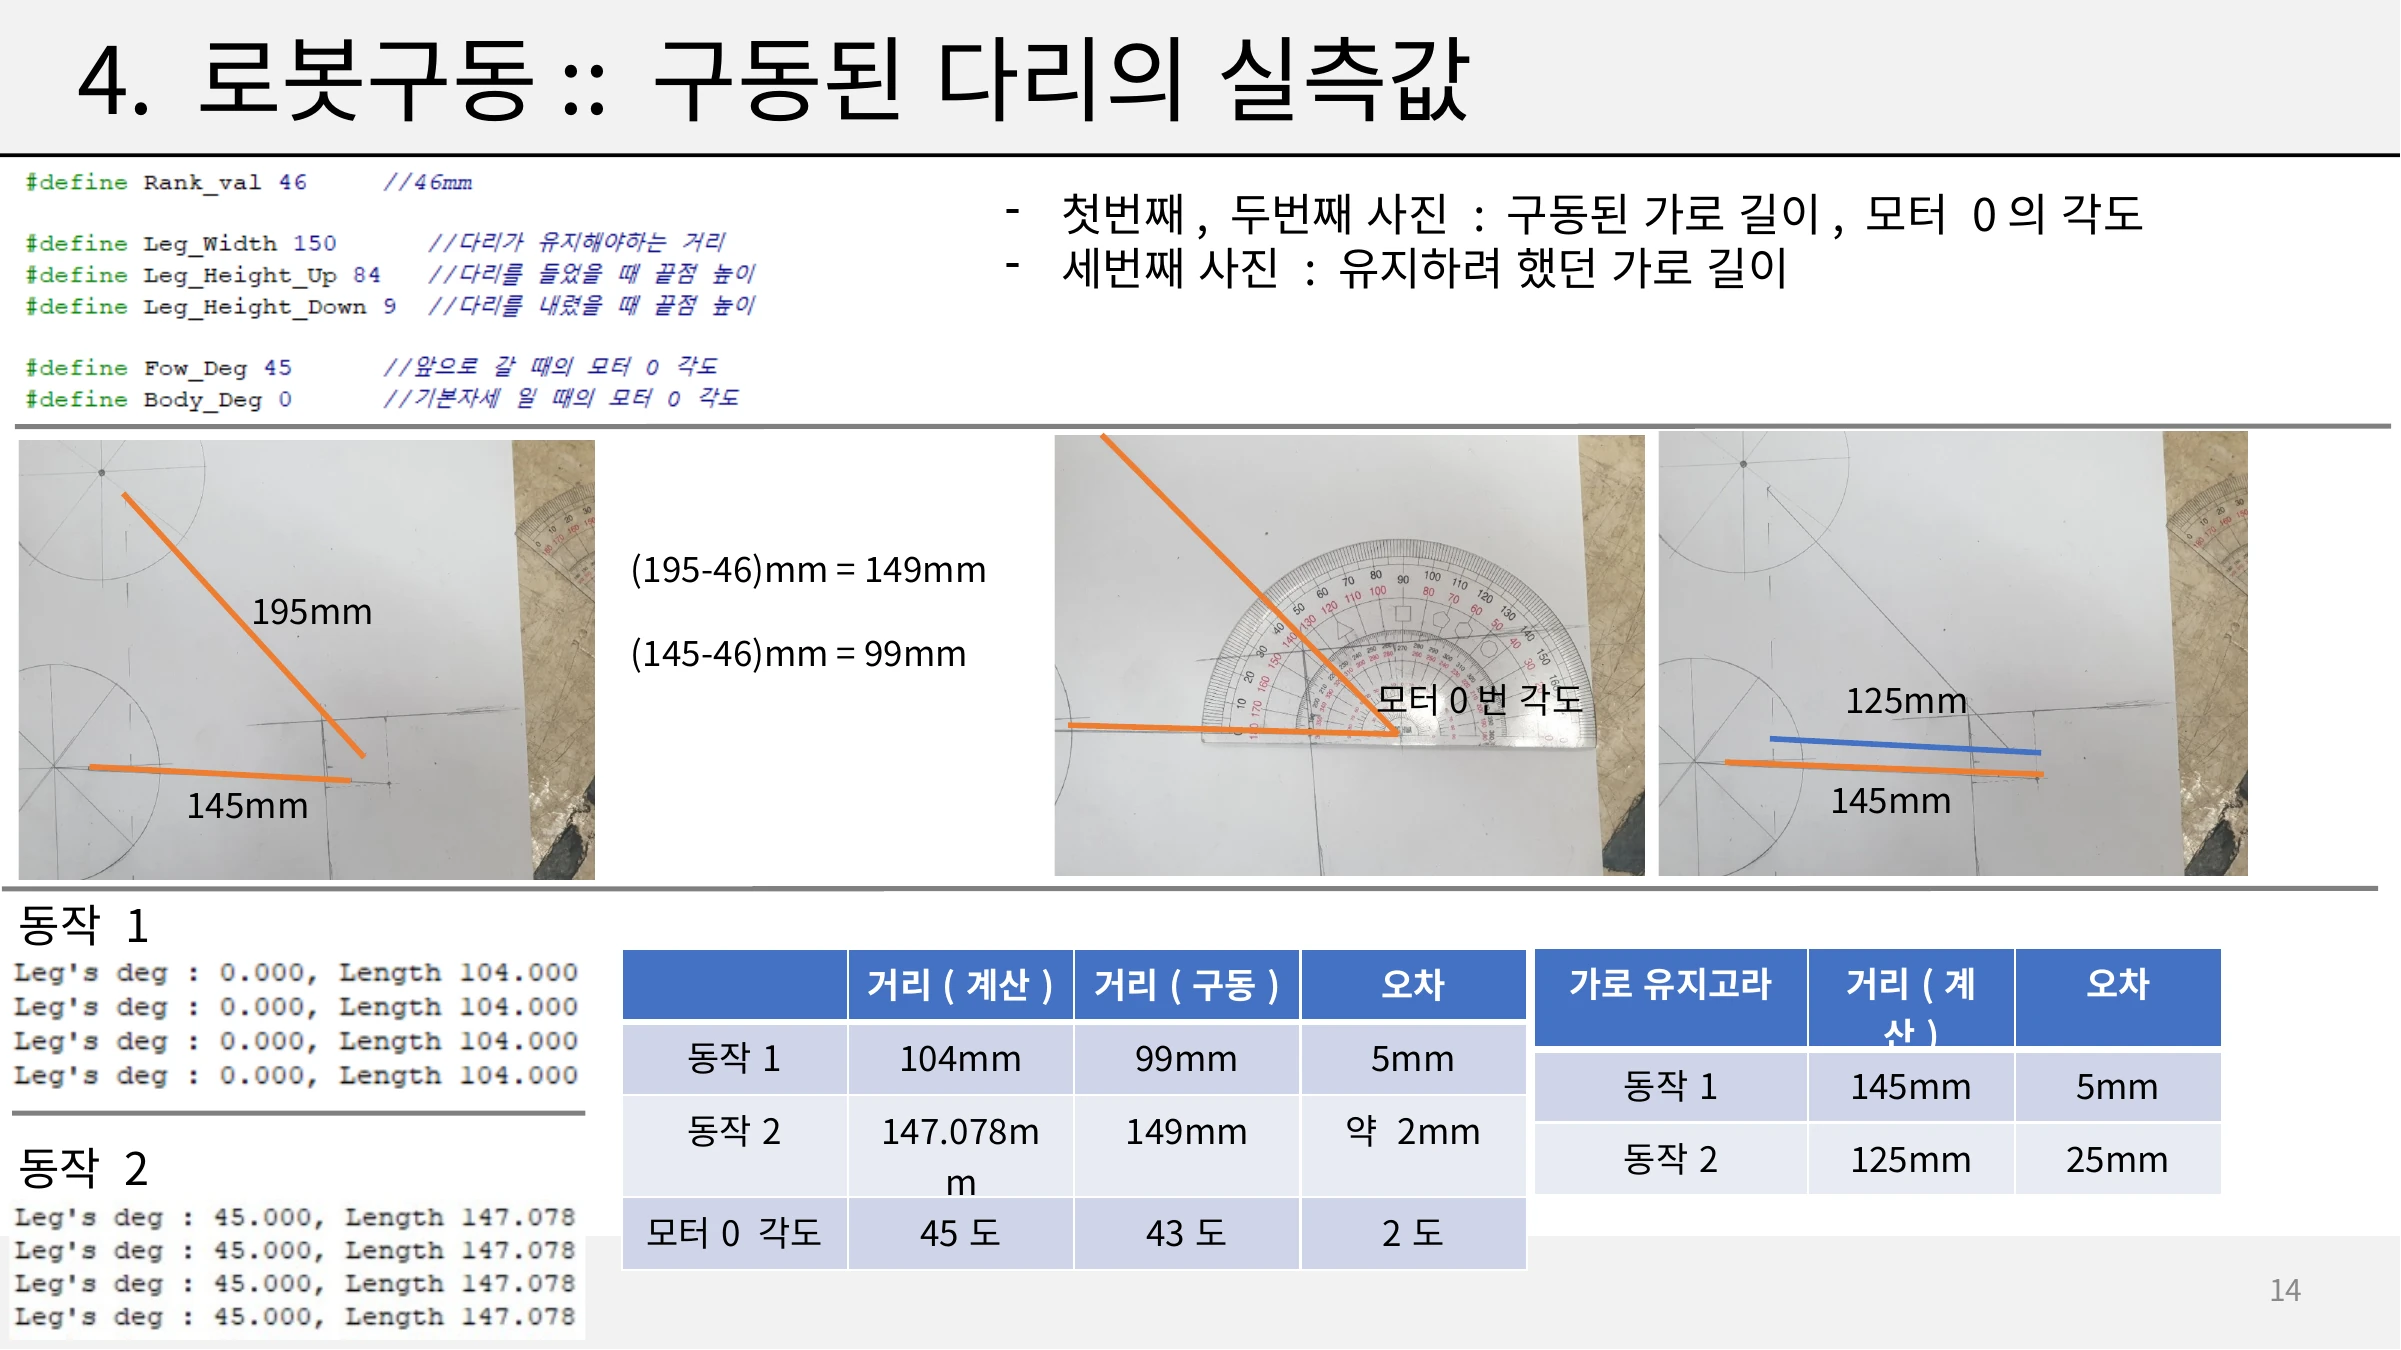 4. 로봇구동 :: 구동된 다리의 실측값
#define Rank_val 46 //46mm
#define Leg_Width 150 //다리가 유지해야하는 거리
#define Leg_Height_Up 84 //다리를 들었을 때 끝점 높이
#define Leg_Height_Down 9 //다리를 내렸을 때 끝점 높이
#define Fow_Deg 45 //앞으로 갈 때의 모터 0 각도
#define Body_Deg 0 //기본자세 일 때의 모터 0 각도
- 첫번째 , 두번째 사진 : 구동된 가로 길이 , 모터 0 의 각도
- 세번째 사진 : 유지하려 했던 가로 길이
195mm
145mm
(195-46)mm = 149mm
(145-46)mm = 99mm
모터 0 번 각도
125mm
145mm
동작 1
Leg's deg : 0.000, Length 104.000
Leg's deg : 0.000, Length 104.000
Leg's deg : 0.000, Length 104.000
Leg's deg : 0.000, Length 104.000
동작 2
Leg's deg : 45.000, Length 147.078
Leg's deg : 45.000, Length 147.078
Leg's deg : 45.000, Length 147.078
Leg's deg : 45.000, Length 147.078
거리 ( 계산 ) 거리 ( 구동 ) 오차
동작 1 104mm 99mm 5mm
동작 2 147.078m 149mm 약 2mm
m
모터 0 각도 45 도 43 도 2 도
가로 유지고라 거리 ( 계 오차
산 )
동작 1 145mm 5mm
동작 2 125mm 25mm
14